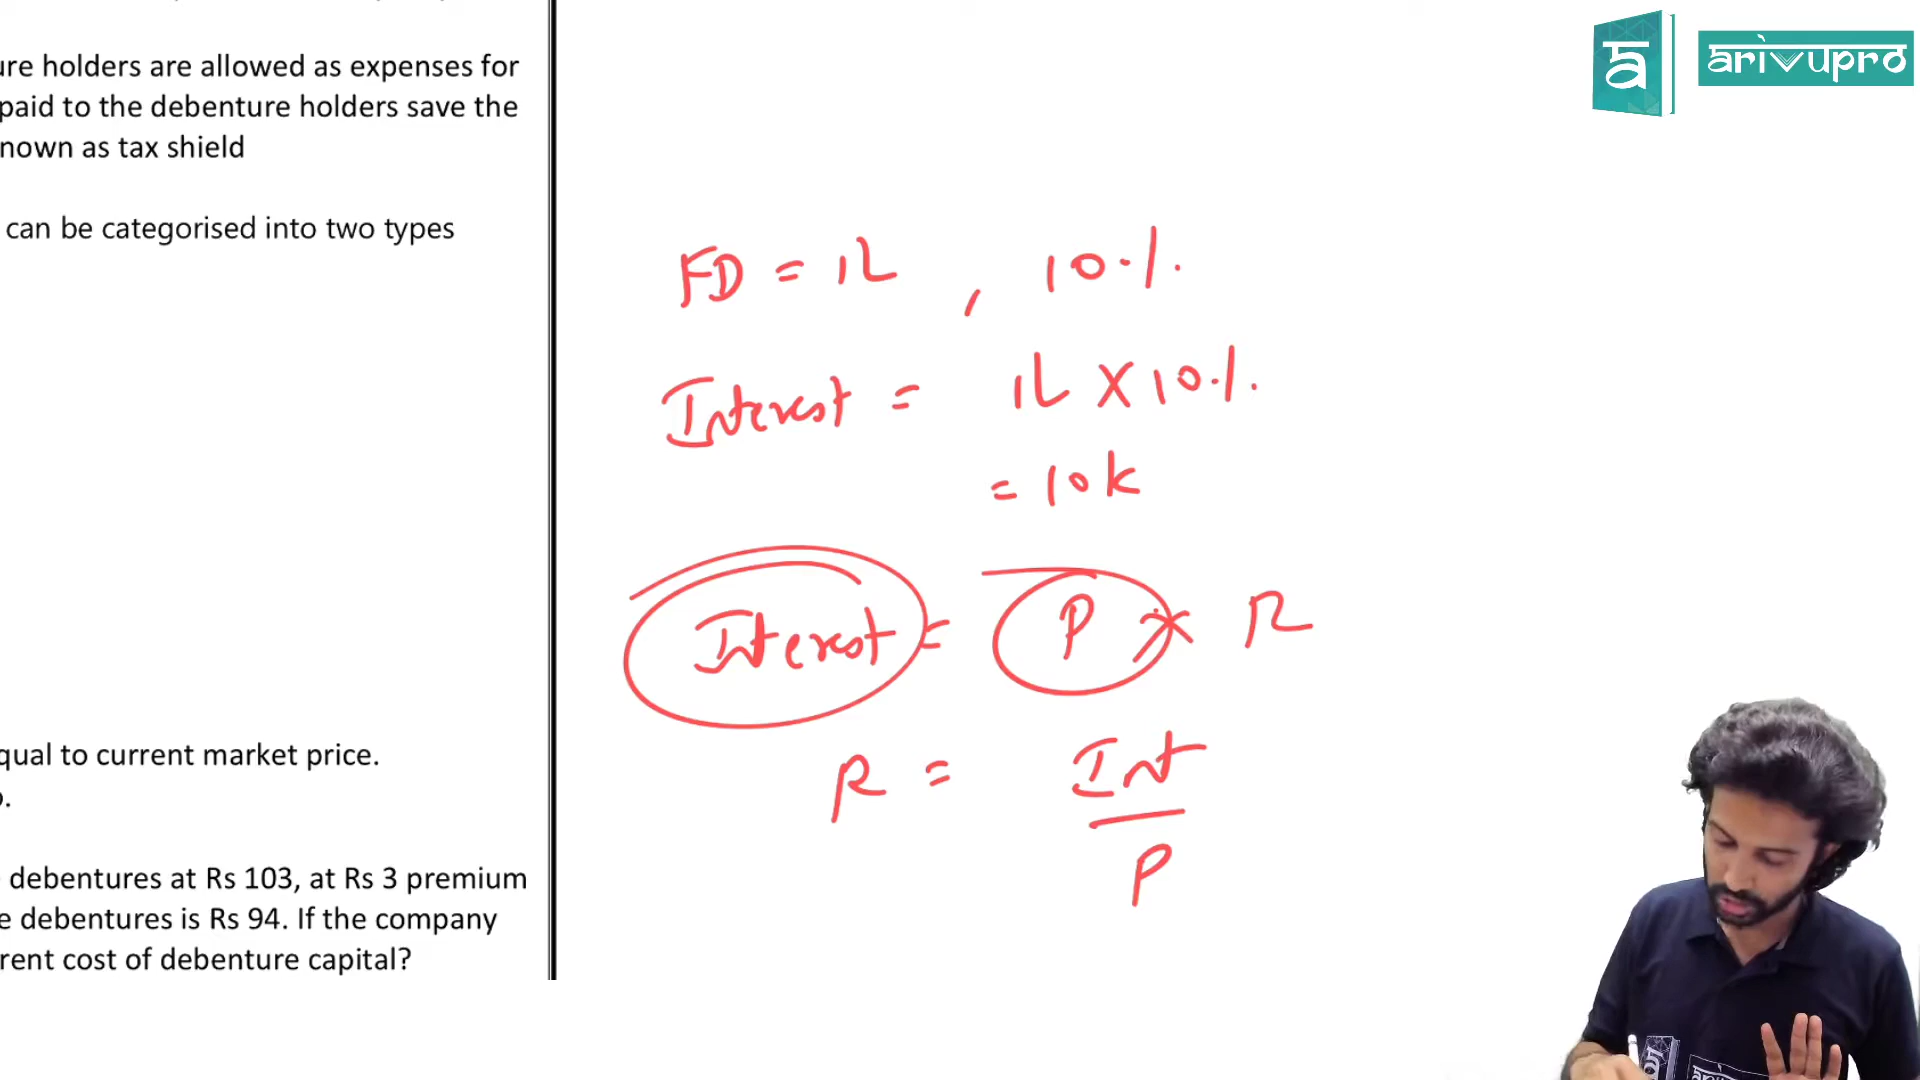 ure holders are allowed as expenses for
paid to the debenture holders save the
nown as tax shield
can be categorised into two types
qual to current market price.
debentures at Rs 103, at Rs 3 premium
e debentures is Rs 94. If the company
rent cost of debenture capital?
FD = 1L , 10%
Interest = 1L X 10%
= 10k
Interest = P X R
R = Int
P
ā arivupro